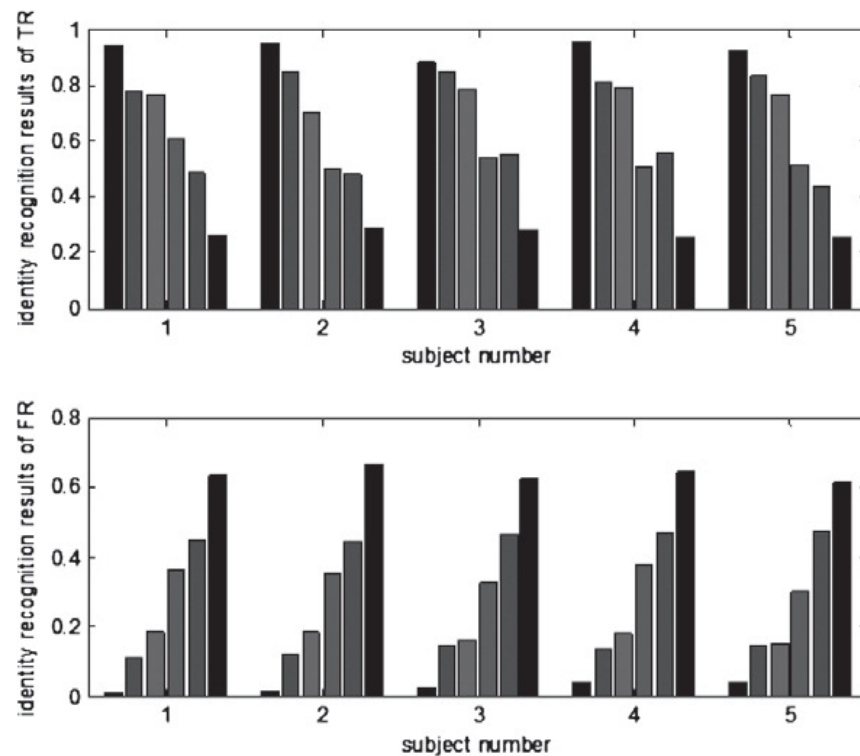 identity recognition results of TR
1
0.8
0.6
0.4
0.2
0
1 2 3 4 5
subject number
identity recognition results of FR
0.8
0.6
0.4
0.2
0
1 2 3 4 5
subject number